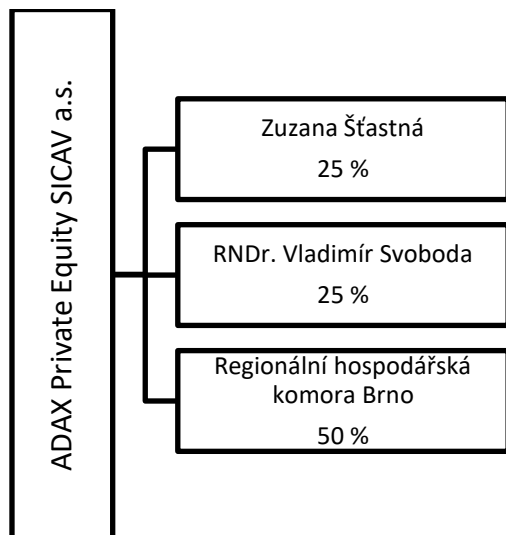 ADAX Private Equity SICAV a.s.
Zuzana Šťastná
25 %
RNDr. Vladimír Svoboda
25 %
Regionální hospodářská
komora Brno
50 %